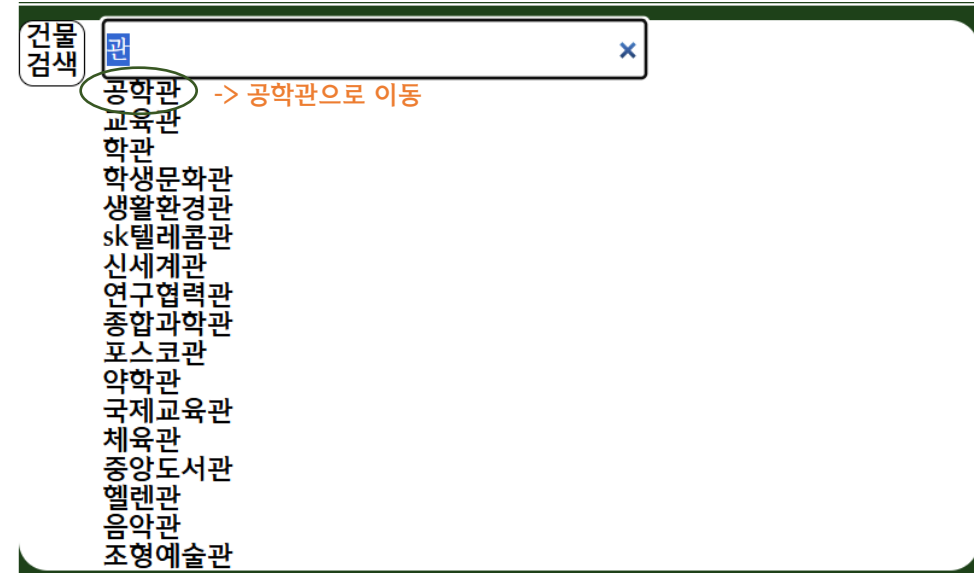 건물
검색
관 ×
공학관 -> 공학관으로 이동
교육관
학관
학생문화관
생활환경관
sk텔레콤관
신세계관
연구협력관
종합과학관
포스코관
약학관
국제교육관
체육관
중앙도서관
헬렌관
음악관
조형예술관